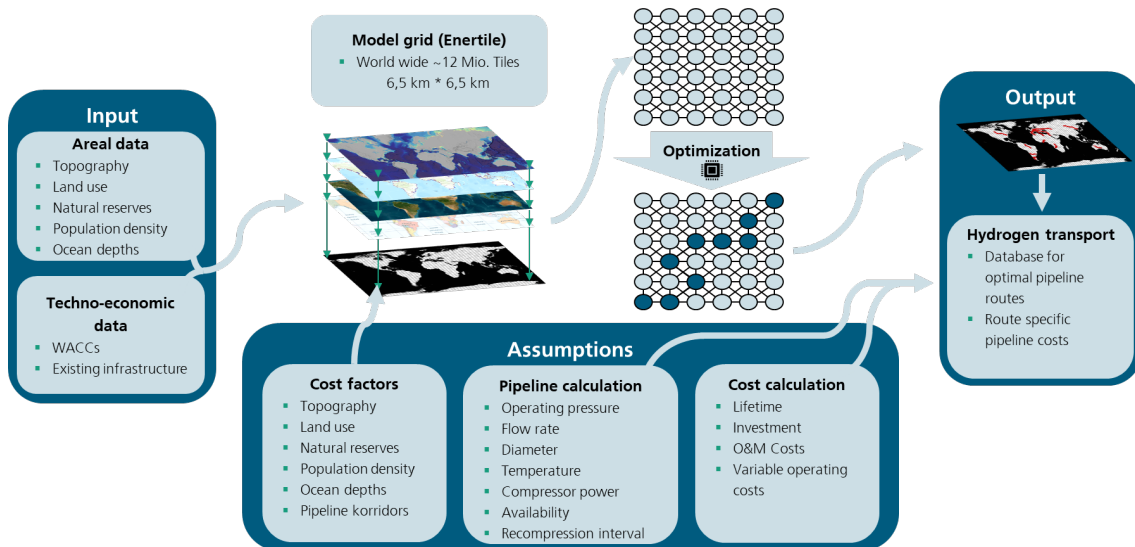 Input
Areal data
Topography
Land use
Natural reserves
Population density
Ocean depths
Techno-economic
data
WACCs
Existing infrastructure
Model grid (Enertile)
World wide ~12 Mio. Tiles
6,5 km * 6,5 km
Optimization
Assumptions
Cost factors
Topography
Land use
Natural reserves
Population density
Ocean depths
Pipeline korridors
Pipeline calculation
Operating pressure
Flow rate
Diameter
Temperature
Compressor power
Availability
Recompression interval
Cost calculation
Lifetime
Investment
O&M Costs
Variable operating
costs
Output
Hydrogen transport
Database for
optimal pipeline
routes
Route specific
pipeline costs